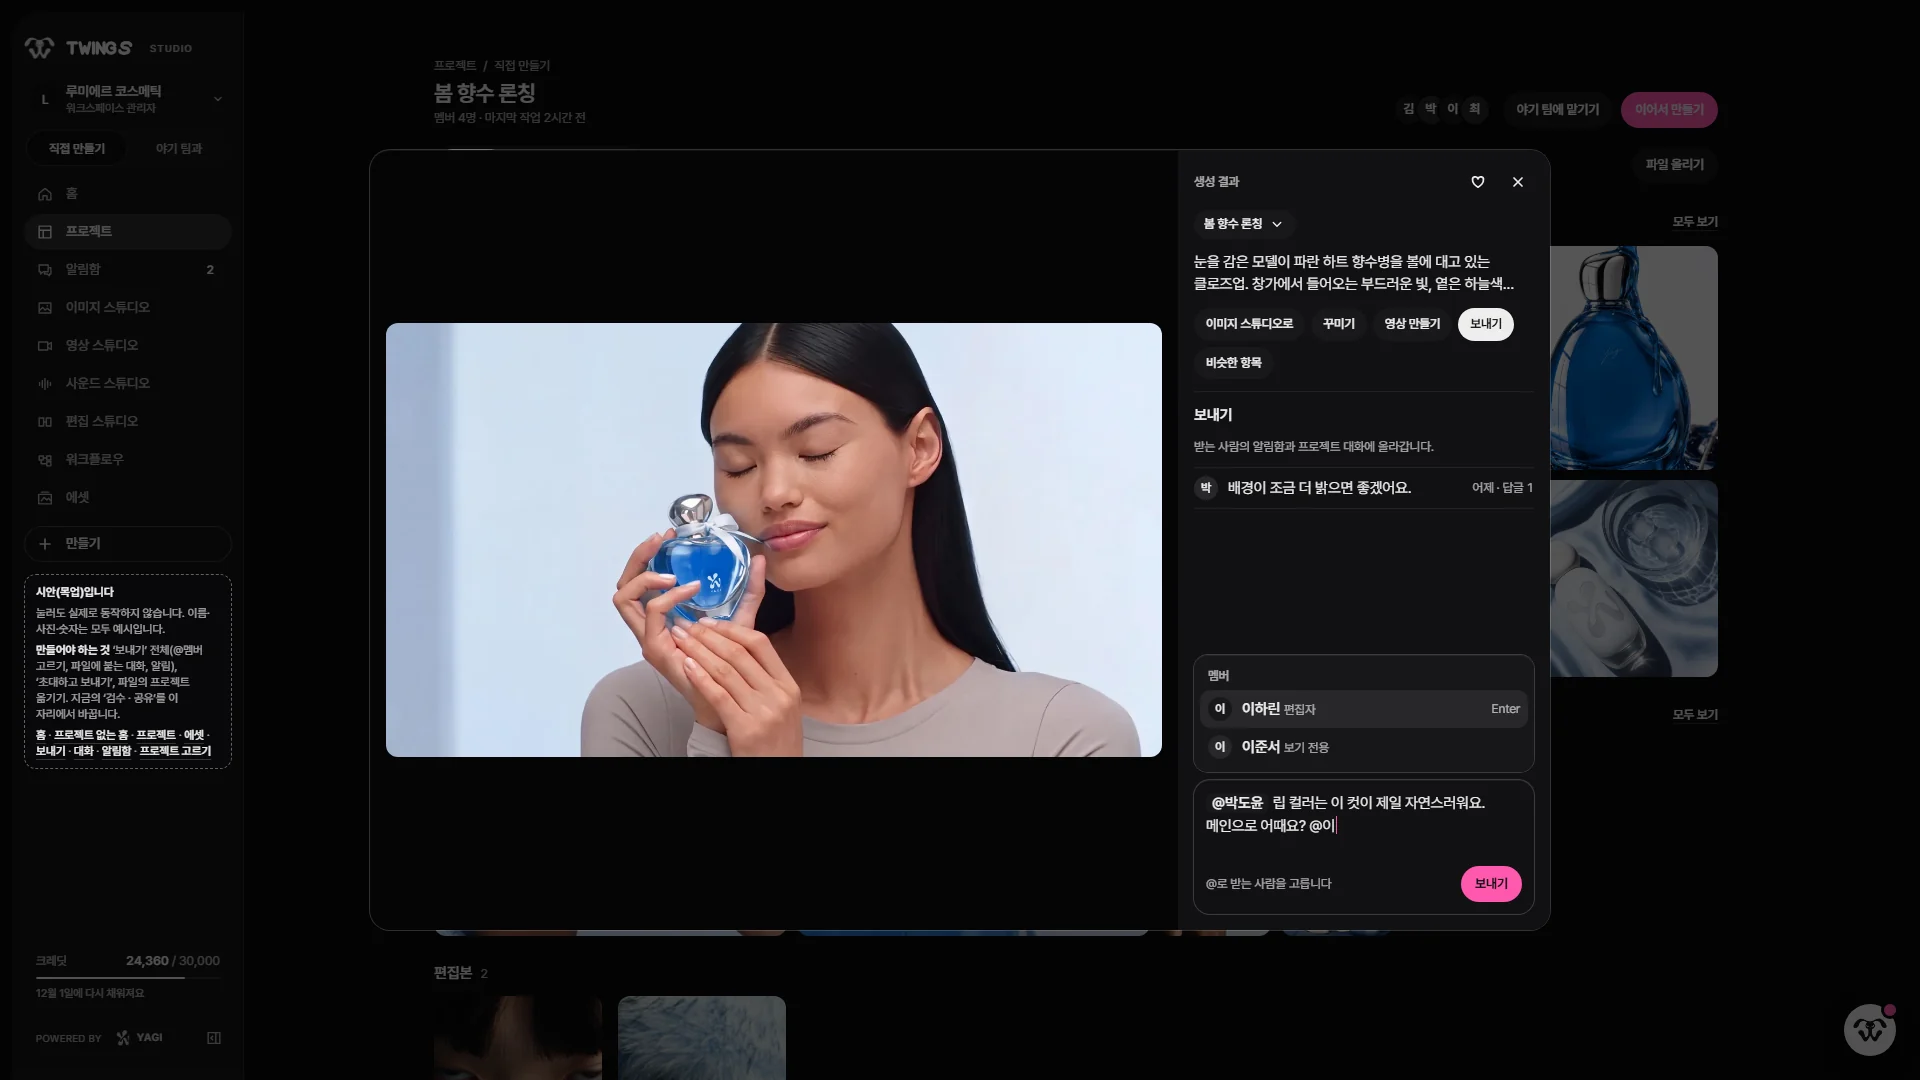 TWINGS STUDIO
L
루미에르 코스메틱
워크스페이스 관리자
직접 만들기
야기 팀과
홈
프로젝트
알림함 2
이미지 스튜디오
영상 스튜디오
사운드 스튜디오
편집 스튜디오
워크플로우
에셋
만들기
시안(목업)입니다
눌러도 실제로 동작하지 않습니다. 이름·
사진·숫자는 모두 예시입니다.
만들어야 하는 것 ‘보내기’ 전체(@멤버
고르기, 파일에 붙는 대화, 알림),
‘초대하고 보내기’, 파일의 프로젝트
옮기기. 지금의 ‘검수 · 공유’를 이
자리에서 바꿉니다.
홈 · 프로젝트 없는 홈 · 프로젝트 · 에셋 ·
보내기 · 대화 · 알림함 · 프로젝트 고르기
크레딧 24,360 / 30,000
12월 1일에 다시 채워져요
POWERED BY YAGI
프로젝트 / 직접 만들기
봄 향수 론칭
멤버 4명 · 마지막 작업 2시간 전
김 박 이 최
야기 팀에 맡기기
이어서 만들기
파일 올리기
모두 보기
모두 보기
생성 결과
봄 향수 론칭
눈을 감은 모델이 파란 하트 향수병을 볼에 대고 있는
클로즈업. 창가에서 들어오는 부드러운 빛, 옅은 하늘색...
이미지 스튜디오로
꾸미기
영상 만들기
보내기
비슷한 항목
보내기
받는 사람의 알림함과 프로젝트 대화에 올라갑니다.
박 배경이 조금 더 밝으면 좋겠어요. 어제 · 답글 1
멤버
이 이하린 편집자 Enter
이 이준서 보기 전용
@박도윤 립 컬러는 이 컷이 제일 자연스러워요.
메인으로 어때요? @이
@로 받는 사람을 고릅니다
보내기
YAGI
편집본 2